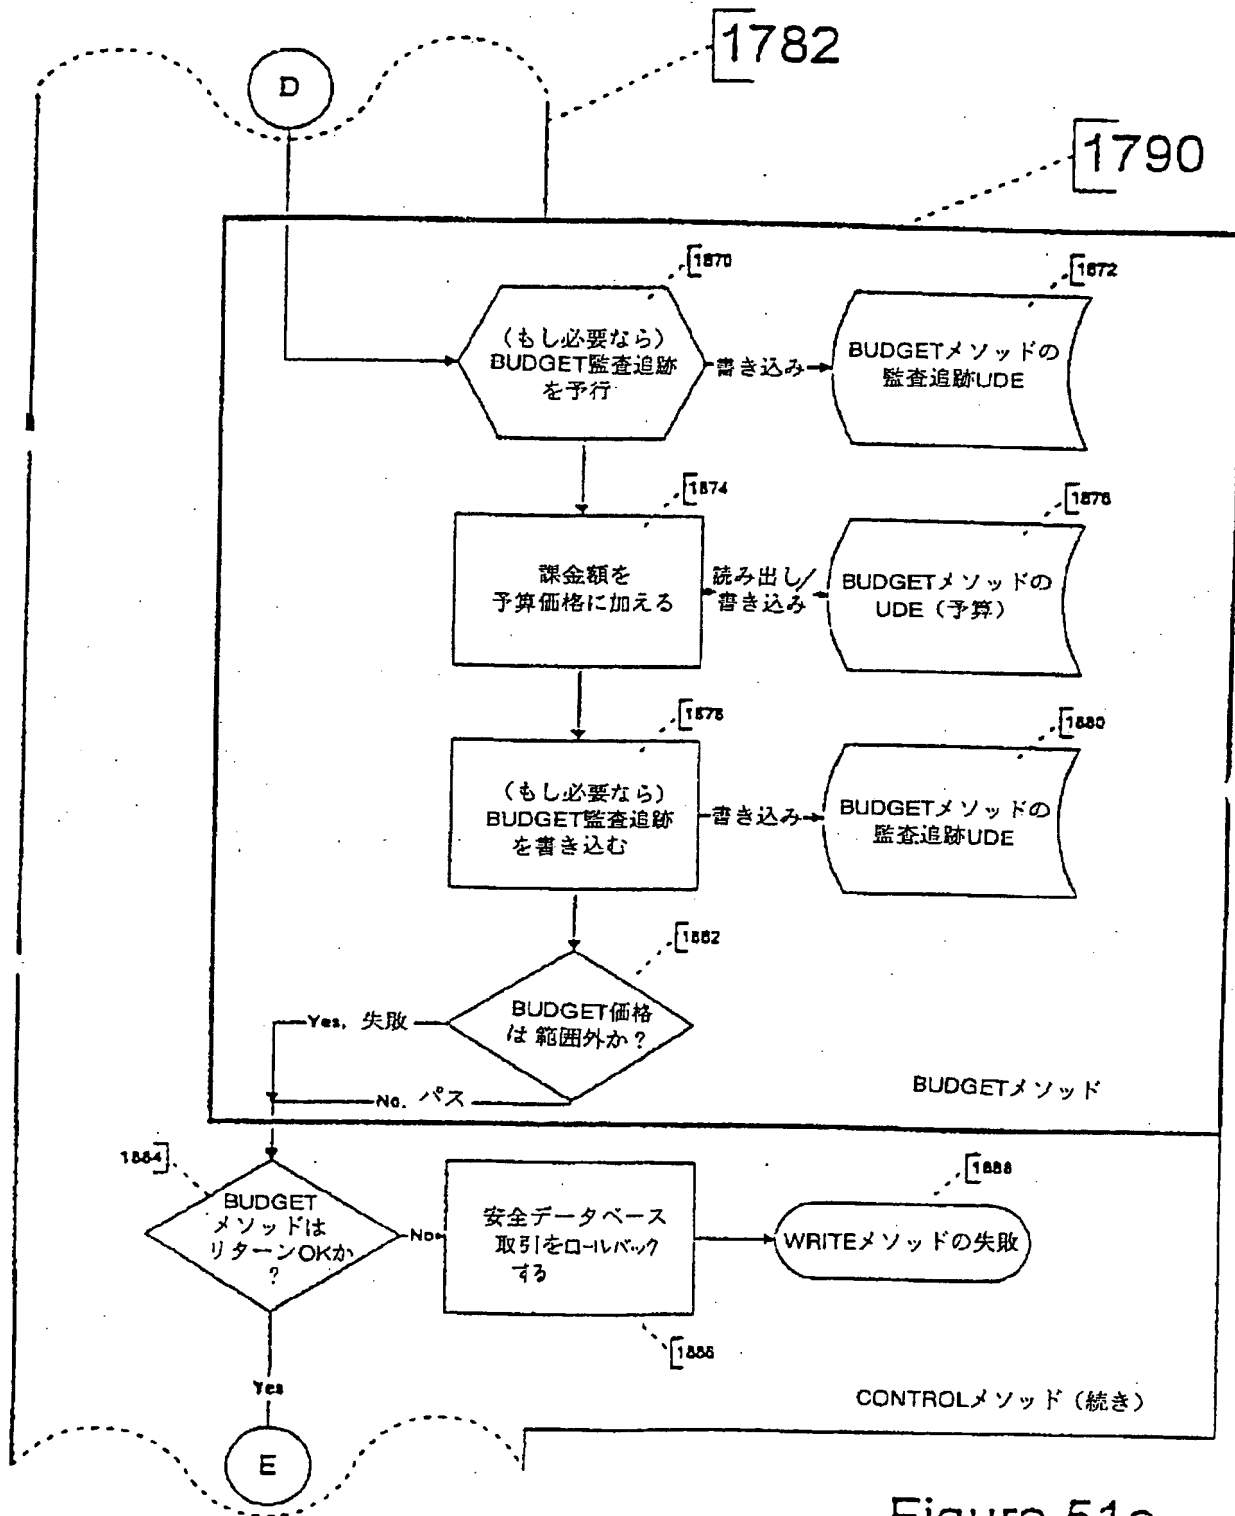 1782
D
1790
1870
1872
(もし必要なら)
BUDGET監査追跡
を予行
書き込み
BUDGETメソッドの
監査追跡UDE
1874
1876
課金額を
予算価格に加える
読み出し/
書き込み
BUDGETメソッドの
UDE(予算)
1878
1880
(もし必要なら)
BUDGET監査追跡
を書き込む
書き込み
BUDGETメソッドの
監査追跡UDE
1882
BUDGET価格
は 範囲外か?
Yes, 失敗
No. パス
BUDGETメソッド
1884
BUDGET
メソッドは
リターンOKか
?
No
安全データベース
取引をロールバック
する
1888
WRITEメソッドの失敗
1886
Yes
CONTROLメソッド(続き)
E